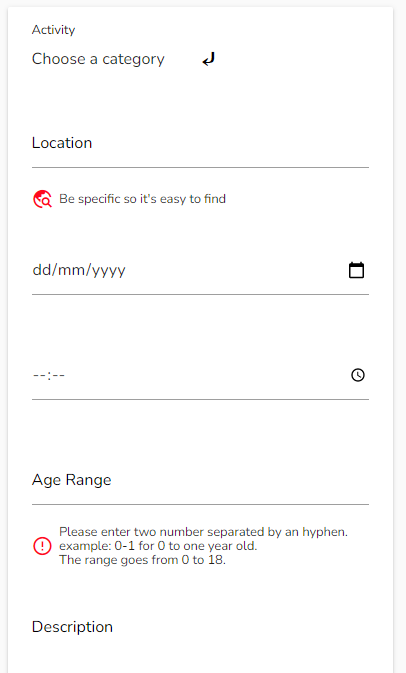 Activity
Choose a category
Location
Be specific so it's easy to find
dd/mm/yyyy
--:--
Age Range
Please enter two number separated by an hyphen.
example: 0-1 for 0 to one year old.
The range goes from 0 to 18.
Description